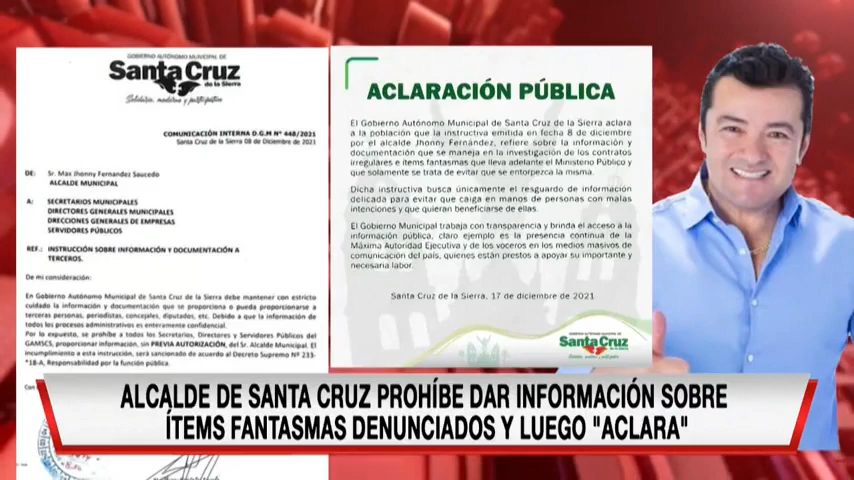 GOBIERNO AUTÓNOMO MUNICIPAL DE
Santa Cruz
de la Sierra
Solidaria, moderna y participativa
COMUNICACIÓN INTERNA D.G.M N° 448/2021
Santa Cruz de la Sierra 08 de Diciembre de 2021
DE: Sr. Max Jhonny Fernandez Saucedo
ALCALDE MUNICIPAL
A: SECRETARIOS MUNICIPALES
DIRECTORES GENERALES MUNICIPALES
DIRECCIONES GENERALES DE EMPRESAS
SERVIDORES PÚBLICOS
REF.: INSTRUCCIÓN SOBRE INFORMACIÓN Y DOCUMENTACIÓN A
TERCEROS.
De mi consideración:
En Gobierno Autónomo Municipal de Santa Cruz de la Sierra debe mantener con estricto
cuidado la información y documentación que se proporciona o pueda proporcionarse a
terceras personas, periodistas, concejales, diputados, etc. Debido a que la información de
todos los procesos administrativos es enteramente confidencial.
Por lo expuesto, se prohíbe a todos los Secretarios, Directores y Servidores Públicos del
GAMSCS, proporcionar información, sin PREVIA AUTORIZACIÓN, del Sr. Alcalde Municipal. El
incumplimiento a esta instrucción, será sancionado de acuerdo al Decreto Supremo N° 233-
18-A, Responsabilidad por la función pública.
ACLARACIÓN PÚBLICA
El Gobierno Autónomo Municipal de Santa Cruz de la Sierra aclara
a la población que la instructiva emitida en fecha 8 de diciembre
por el alcalde Jhonny Fernández, refiere sobre la información y
documentación que se maneja en la investigación de los contratos
irregulares e ítems fantasmas que lleva adelante el Ministerio Público y
que solamente se trata de evitar que se entorpezca la misma.
Dicha instructiva busca únicamente el resguardo de información
delicada para evitar que caiga en manos de personas con malas
intenciones y que quieran beneficiarse de ellas.
El Gobierno Municipal trabaja con transparencia y brinda el acceso a la
información pública, claro ejemplo es la presencia continua de la
Máxima Autoridad Ejecutiva y de los voceros en los medios masivos de
comunicación del país, quienes están prestos a apoyar su importante y
necesaria labor.
Santa Cruz de la Sierra, 17 de diciembre de 2021
GOBIERNO AUTÓNOMO MUNICIPAL DE
Santa Cruz
de la Sierra
ALCALDE DE SANTA CRUZ PROHÍBE DAR INFORMACIÓN SOBRE
ÍTEMS FANTASMAS DENUNCIADOS Y LUEGO "ACLARA"